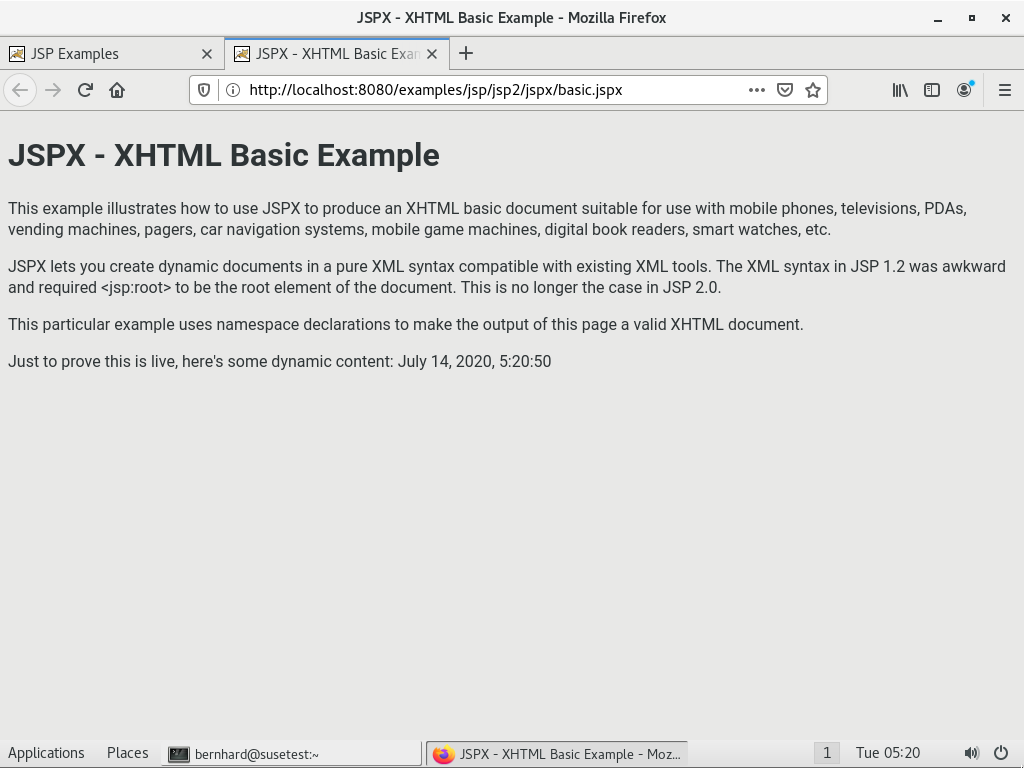 JSPX - XHTML Basic Example - Mozilla Firefox
JSP Examples
JSPX - XHTML Basic Exam
http://localhost:8080/examples/jsp/jsp2/jspx/basic.jspx
JSPX - XHTML Basic Example
This example illustrates how to use JSPX to produce an XHTML basic document suitable for use with mobile phones, televisions, PDAs,
vending machines, pagers, car navigation systems, mobile game machines, digital book readers, smart watches, etc.
JSPX lets you create dynamic documents in a pure XML syntax compatible with existing XML tools. The XML syntax in JSP 1.2 was awkward
and required <jsp:root> to be the root element of the document. This is no longer the case in JSP 2.0.
This particular example uses namespace declarations to make the output of this page a valid XHTML document.
Just to prove this is live, here's some dynamic content: July 14, 2020, 5:20:50
Applications Places bernhard@susetest:~ JSPX - XHTML Basic Example - Moz... 1 Tue 05:20